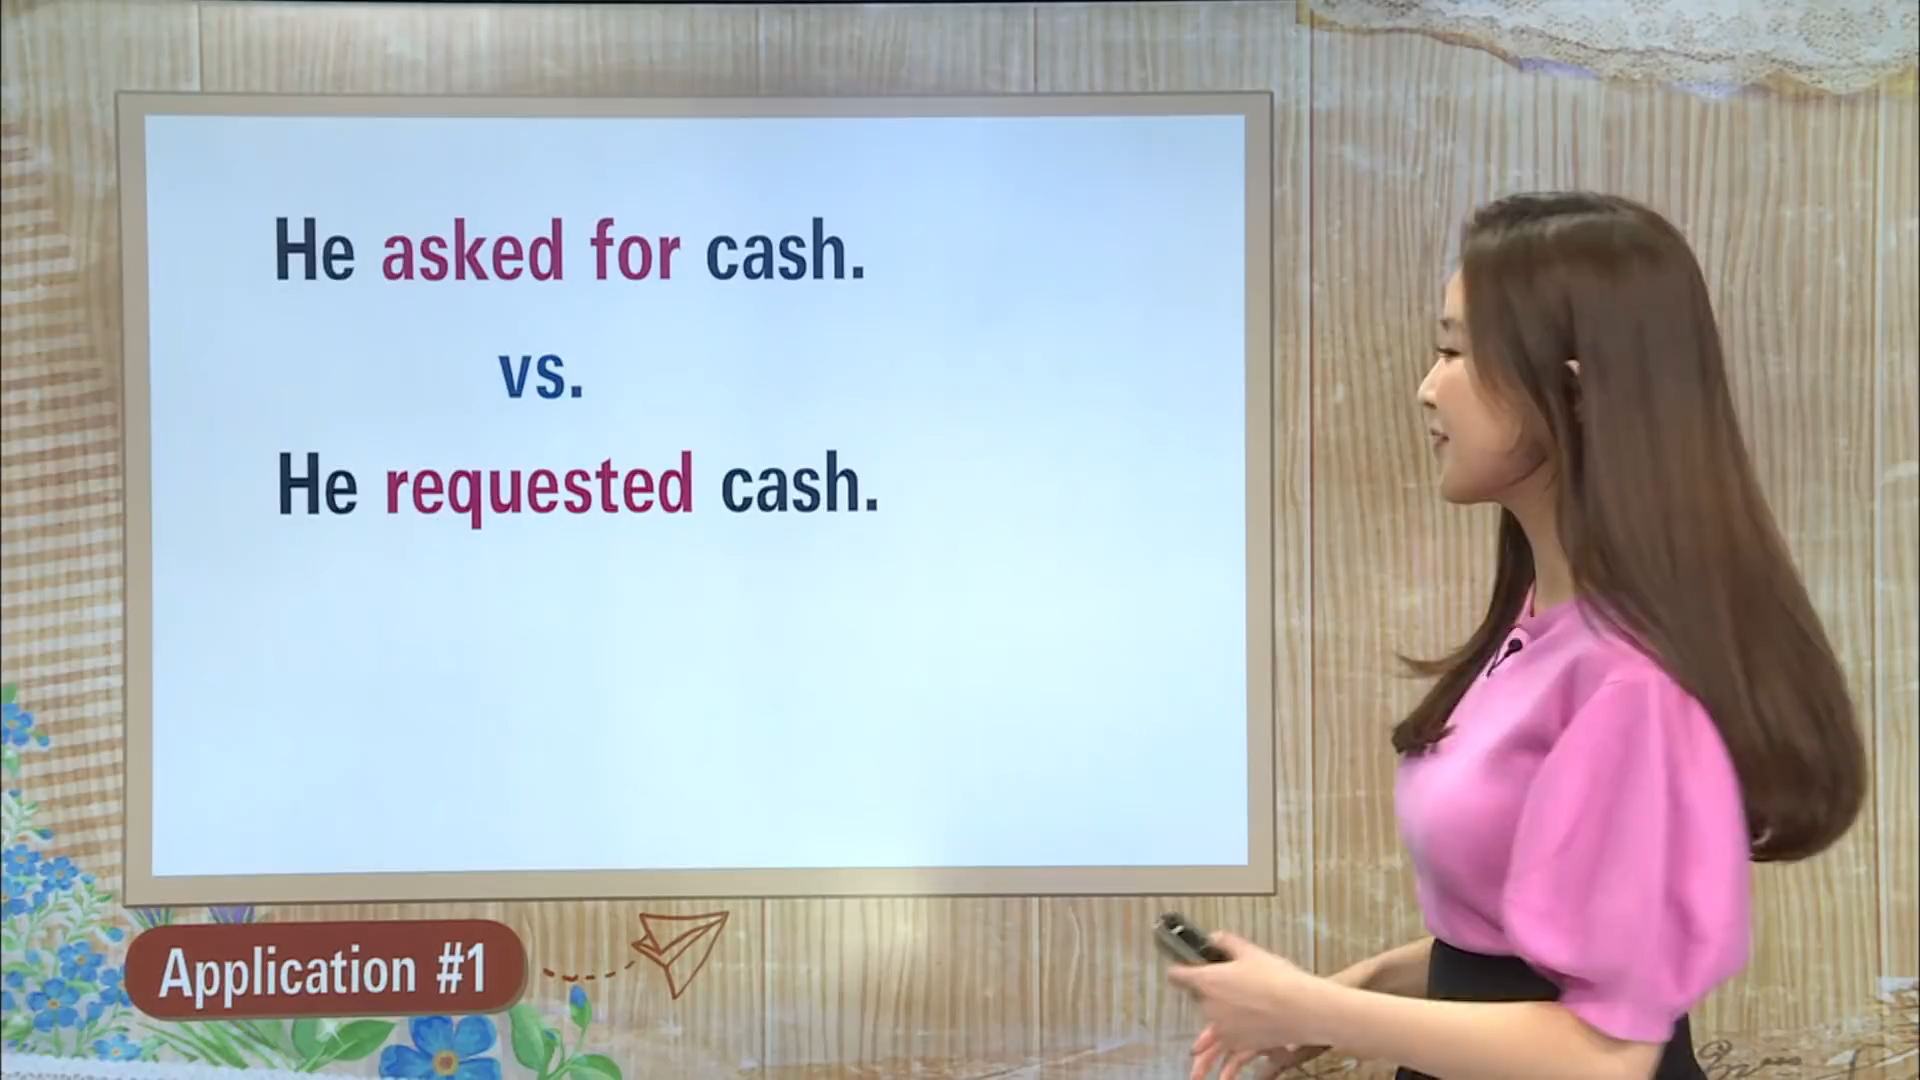 He asked for cash.
vs.
He requested cash.
Application #1